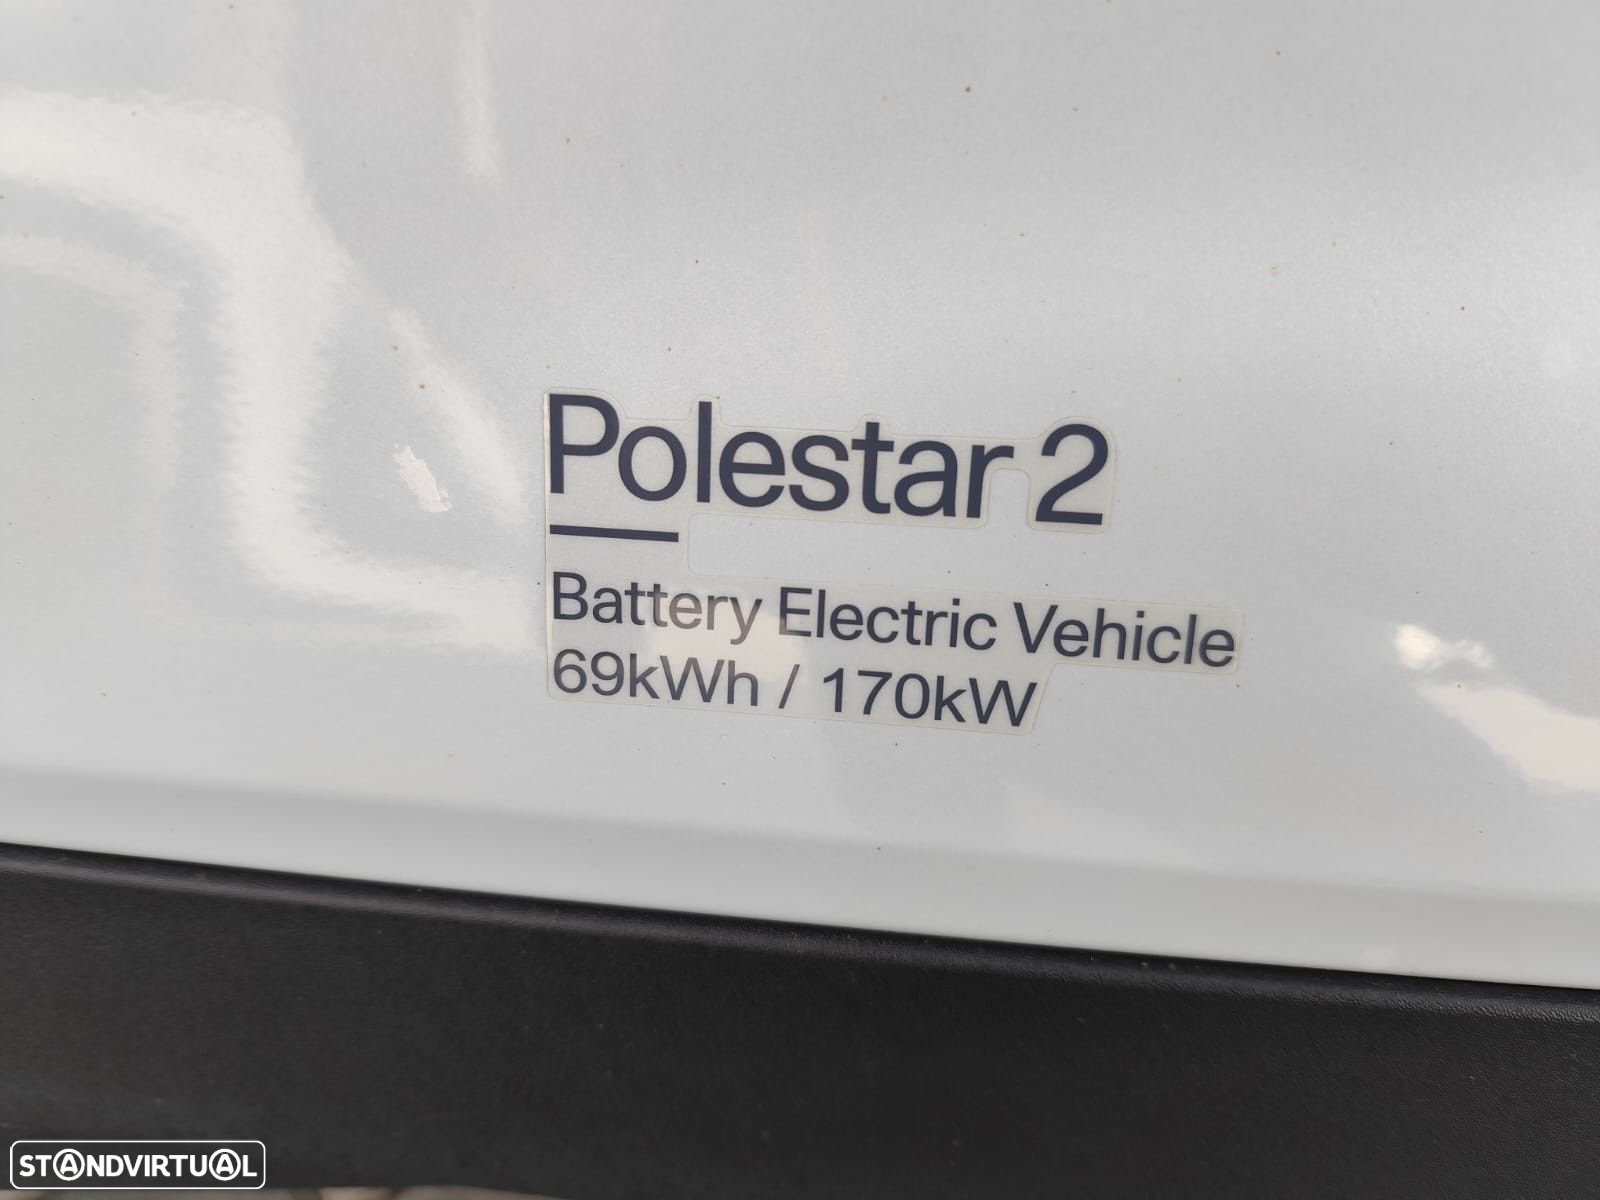 Polestar 2
Battery Electric Vehicle
69kWh / 170kW
STANDVIRTUAL